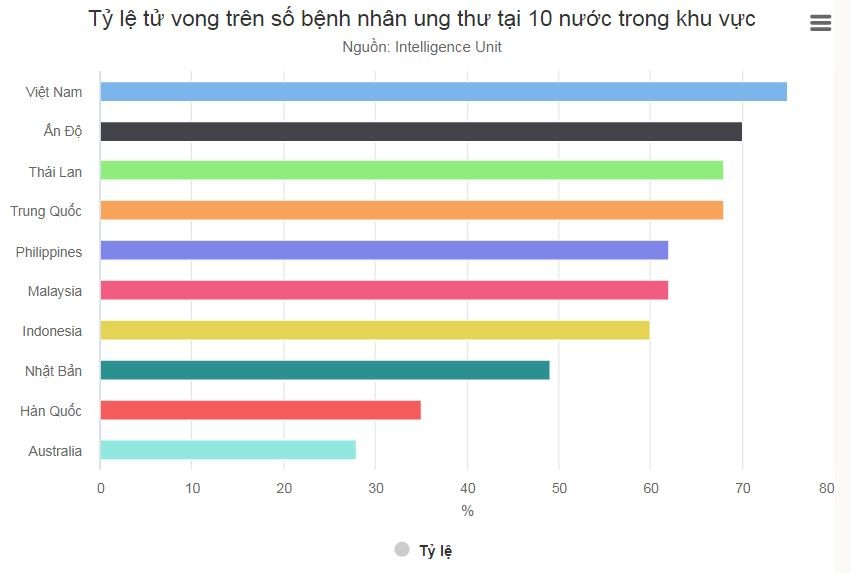 Tỷ lệ tử vong trên số bệnh nhân ung thư tại 10 nước trong khu vực
Nguồn: Intelligence Unit
Việt Nam
Ấn Độ
Thái Lan
Trung Quốc
Philippines
Malaysia
Indonesia
Nhật Bản
Hàn Quốc
Australia
0 10 20 30 40 50 60 70 80
%
Tỷ lệ